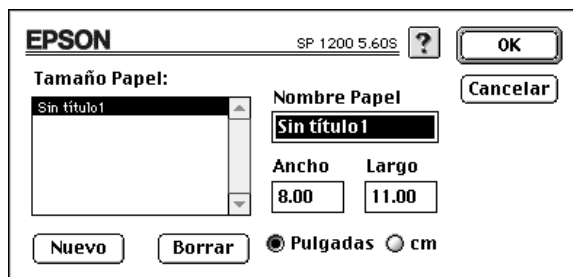 EPSON
SP 1200 5.60S
?
OK
Cancelar
Tamaño Papel:
Sin título1
Nombre Papel
Sin título1
Ancho
Largo
8.00
11.00
Nuevo
Borrar
Pulgadas
cm